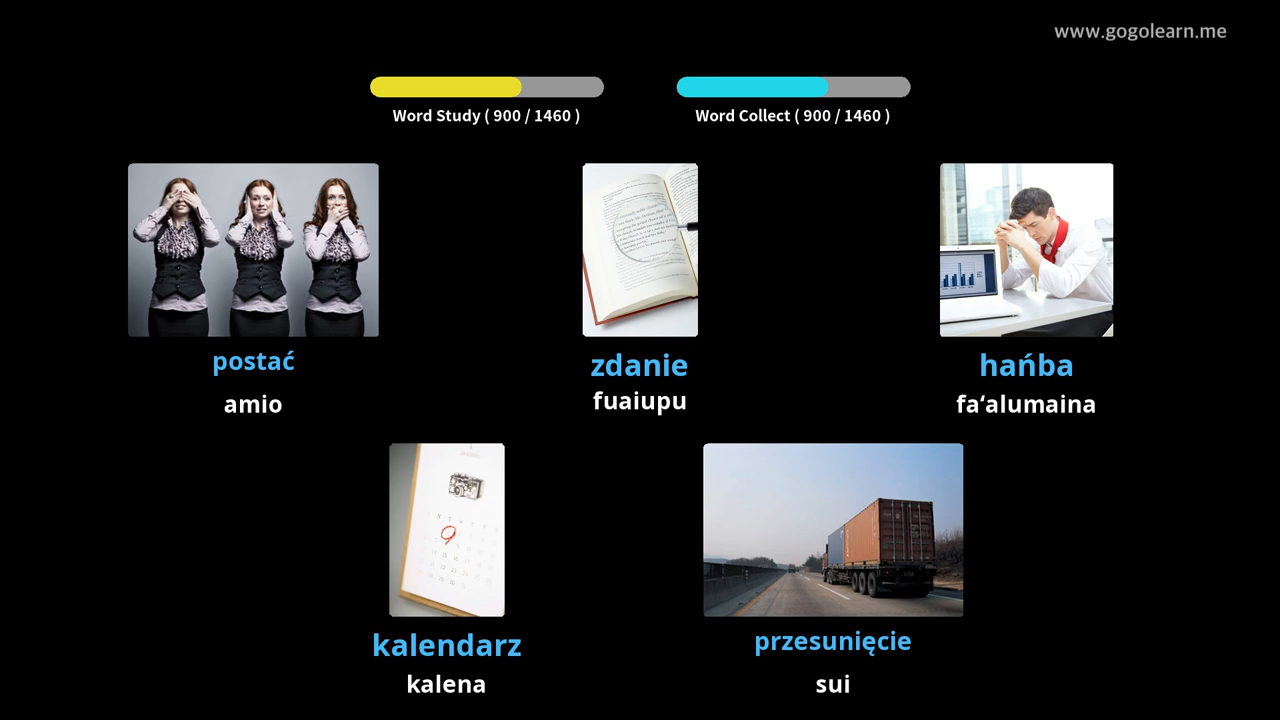 www.gogolearn.me
Word Study ( 900 / 1460 )
Word Collect ( 900 / 1460 )
postać
zdanie
hańba
amio
fuaiupu
fa‘alumaina
kalendarz
przesunięcie
kalena
sui